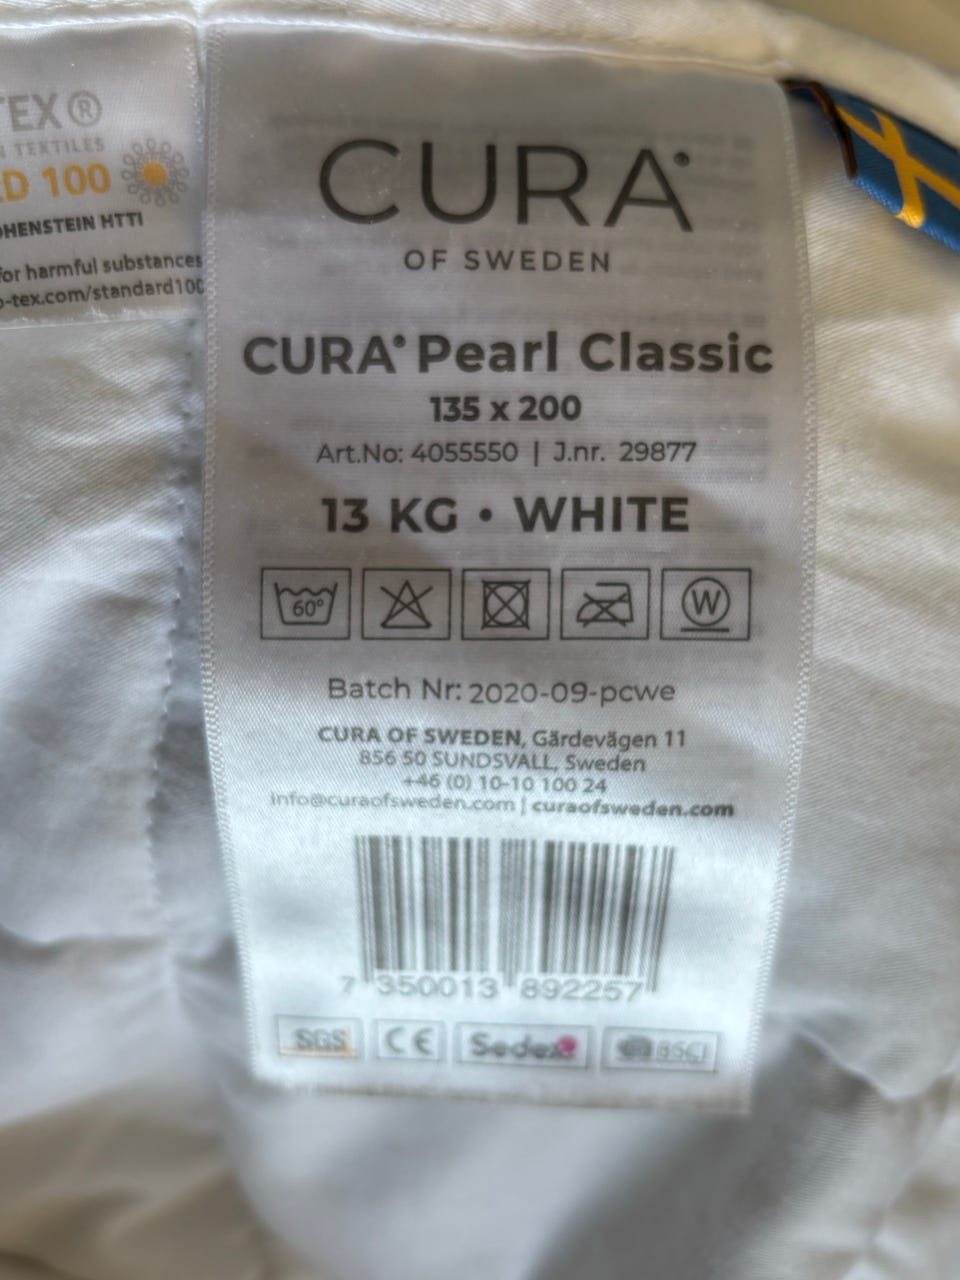 TEX®
TEXTILES
100
HENSTEIN HTTI
for harmful substances
-tex.com/standard100
CURA
OF SWEDEN
CURA Pearl Classic
135 x 200
Art.No: 4055550 | J.nr. 29877
13 KG • WHITE
60°
W
Batch Nr: 2020-09-pcwe
CURA OF SWEDEN, Gärdevägen 11
856 50 SUNDSVALL, Sweden
+46 (0) 10-10 100 24
info@curaofsweden.com | curaofsweden.com
7 350013 892257
SGS
CE
Sedex
BSCI